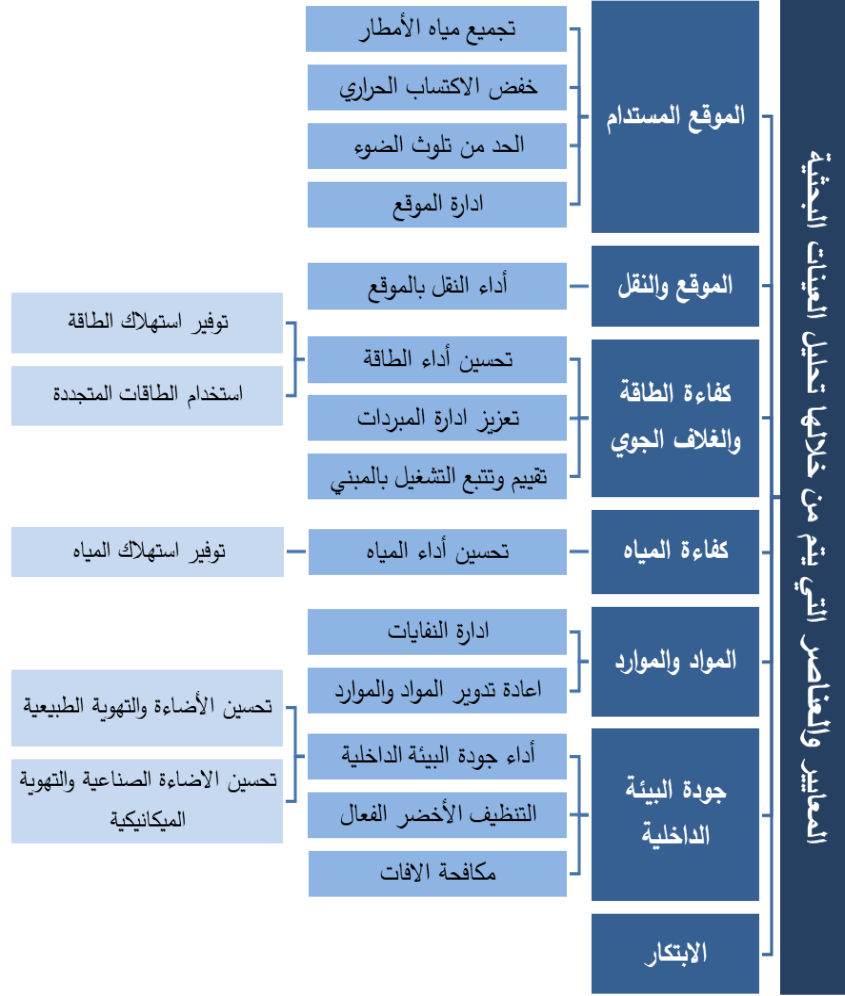 المعايير والعناصر التي يتم من خلالها تحليل العينات البحثية
الموقع المستدام
تجميع مياه الأمطار
خفض الاكتساب الحراري
الحد من تلوث الضوء
ادارة الموقع
الموقع والنقل
أداء النقل بالموقع
كفاءة الطاقة
والغلاف الجوي
تحسين أداء الطاقة
توفير استهلاك الطاقة
استخدام الطاقات المتجددة
تعزيز ادارة المبردات
تقييم وتتبع التشغيل بالمبني
كفاءة المياه
تحسين أداء المياه
توفير استهلاك المياه
المواد والموارد
ادارة النفايات
اعادة تدوير المواد والموارد
جودة البيئة
الداخلية
أداء جودة البيئة الداخلية
تحسين الأضاءة والتهوية الطبيعية
تحسين الاضاءة الصناعية والتهوية
الميكانيكية
التنظيف الأخضر الفعال
مكافحة الافات
الابتكار